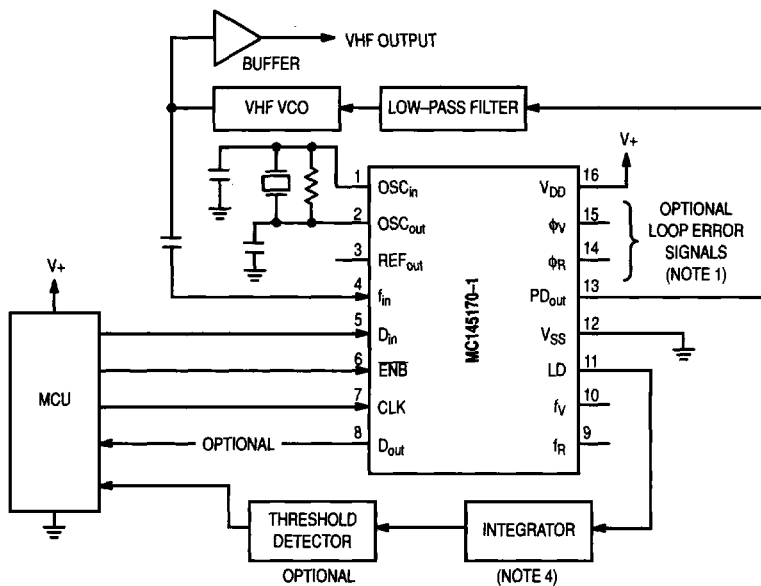 VHF OUTPUT
BUFFER
VHF VCO
LOW–PASS FILTER
V+
1
OSCin
16
VDD
2
OSCout
15
ϕV
OPTIONAL
LOOP ERROR
SIGNALS
(NOTE 1)
3
REFout
14
ϕR
V+
4
fin
13
PDout
MC145170–1
5
Din
12
VSS
MCU
6
ENB
11
LD
7
CLK
10
fV
OPTIONAL
8
Dout
9
fR
THRESHOLD
DETECTOR
INTEGRATOR
OPTIONAL
(NOTE 4)